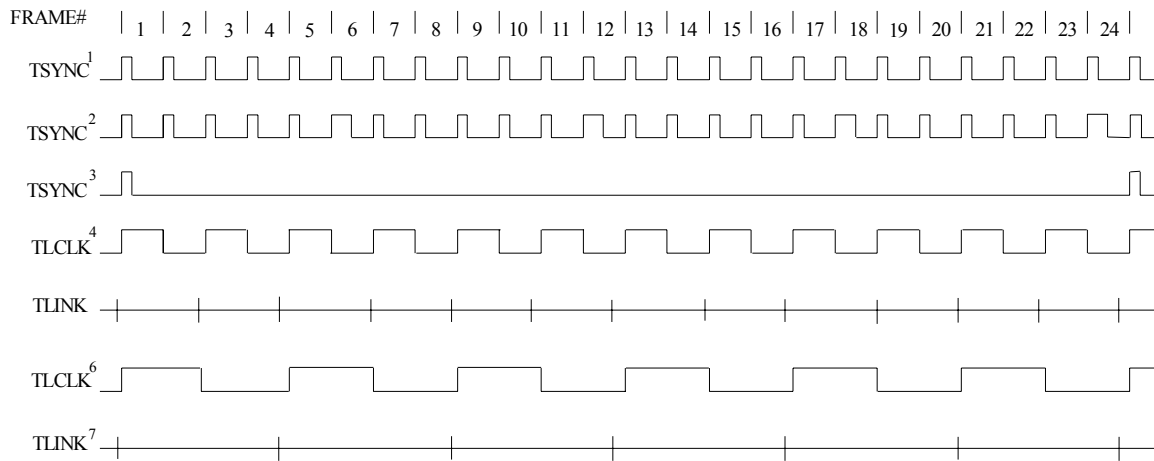 FRAME# 1 2 3 4 5 6 7 8 9 10 11 12 13 14 15 16 17 18 19 20 21 22 23 24
TSYNC1
TSYNC2
TSYNC3
TLCLK4
TLINK
TLCLK6
TLINK7